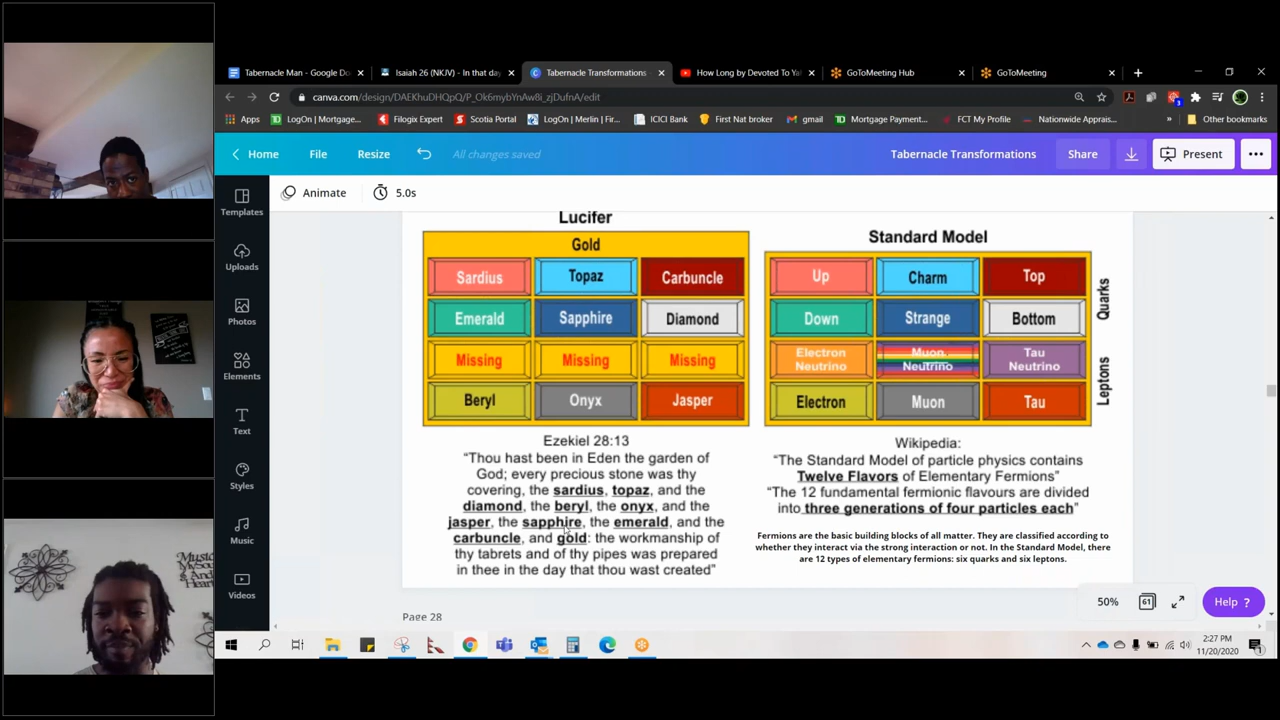 Tabernacle Man - Google Do
Isaiah 26 (NKJV) - In that day
Tabernacle Transformations
How Long by Devoted To Ya
GoToMeeting Hub
GoToMeeting
canva.com/design/DAEKhuDHQpQ/P_Ok6mybYnAw8i_zjDufnA/edit
3
Apps
LogOn | Mortgage...
Filogix Expert
Scotia Portal
LogOn | Merlin | Fir...
ICICI Bank
First Nat broker
gmail
Mortgage Payment...
FCT My Profile
Nationwide Apprais...
»
Other bookmarks
Home
File
Resize
All changes saved
Tabernacle Transformations
Share
Present
Animate
5.0s
Templates
Uploads
Photos
Elements
Text
Styles
Music
Videos
Lucifer
Gold
Sardius Topaz Carbuncle
Emerald Sapphire Diamond
Missing Missing Missing
Beryl Onyx Jasper
Ezekiel 28:13
“Thou hast been in Eden the garden of
God; every precious stone was thy
covering, the sardius, topaz, and the
diamond, the beryl, the onyx, and the
jasper, the sapphire, the emerald, and the
carbuncle, and gold: the workmanship of
thy tabrets and of thy pipes was prepared
in thee in the day that thou wast created”
Standard Model
Up Charm Top
Down Strange Bottom
Electron Muon Tau
Neutrino Neutrino Neutrino
Electron Muon Tau
Quarks
Leptons
Wikipedia:
“The Standard Model of particle physics contains
Twelve Flavors of Elementary Fermions”
“The 12 fundamental fermionic flavours are divided
into three generations of four particles each”
Fermions are the basic building blocks of all matter. They are classified according to
whether they interact via the strong interaction or not. In the Standard Model, there
are 12 types of elementary fermions: six quarks and six leptons.
Page 28
50%
61
Help ?
2:27 PM
11/20/2020